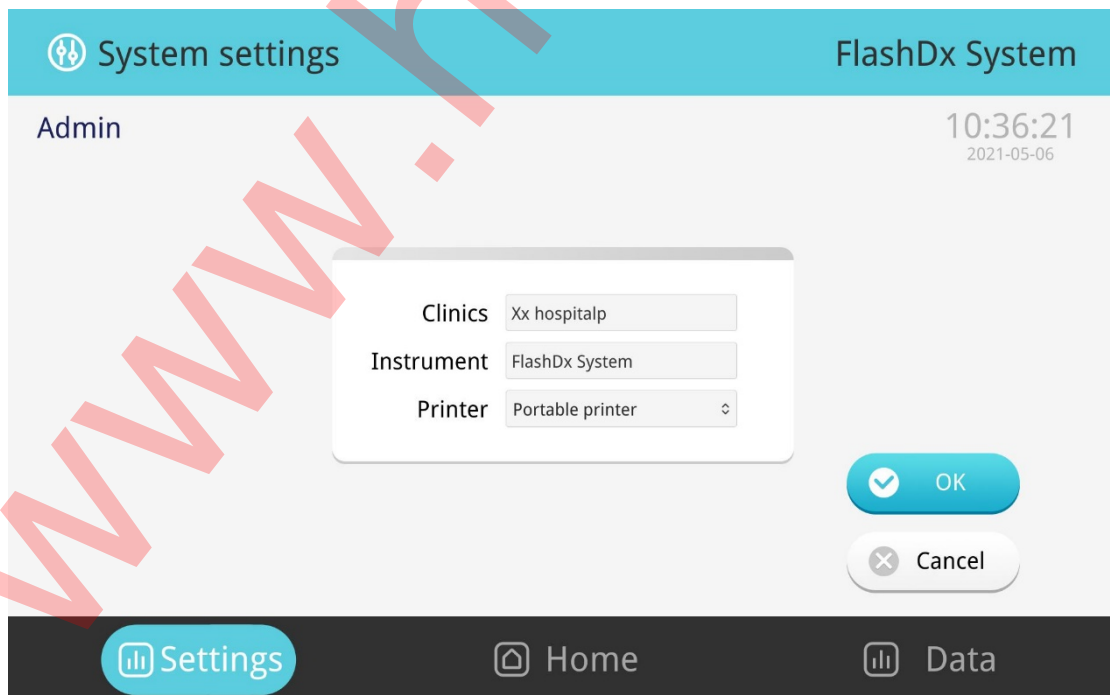 System settings
FlashDx System
Admin
10:36:21
2021-05-06
Clinics Xx hospitalp
Instrument FlashDx System
Printer Portable printer
OK
Cancel
Settings
Home
Data
www.h